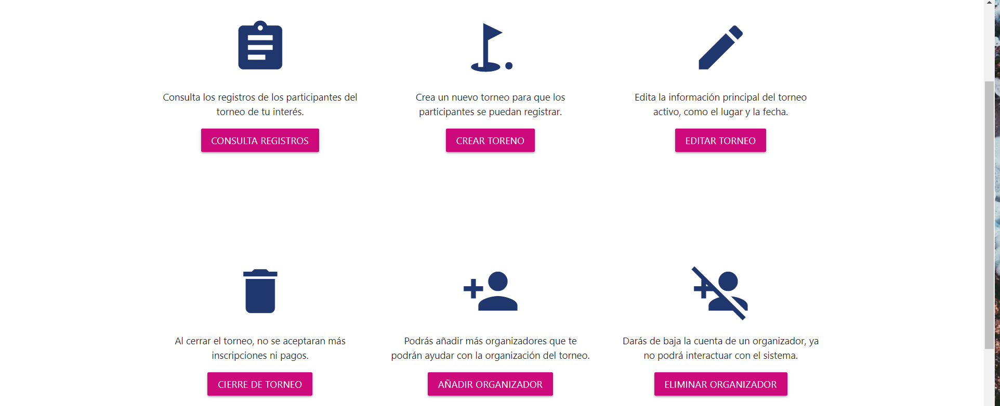 Consulta los registros de los participantes del
torneo de tu interés.
CONSULTA REGISTROS
Crea un nuevo torneo para que los
participantes se puedan registrar.
CREAR TORENO
Edita la información principal del torneo
activo, como el lugar y la fecha.
EDITAR TORNEO
Al cerrar el torneo, no se aceptaran más
inscripciones ni pagos.
CIERRE DE TORNEO
Podrás añadir más organizadores que te
podrán ayudar con la organización del torneo.
AÑADIR ORGANIZADOR
Darás de baja la cuenta de un organizador, ya
no podrá interactuar con el sistema.
ELIMINAR ORGANIZADOR